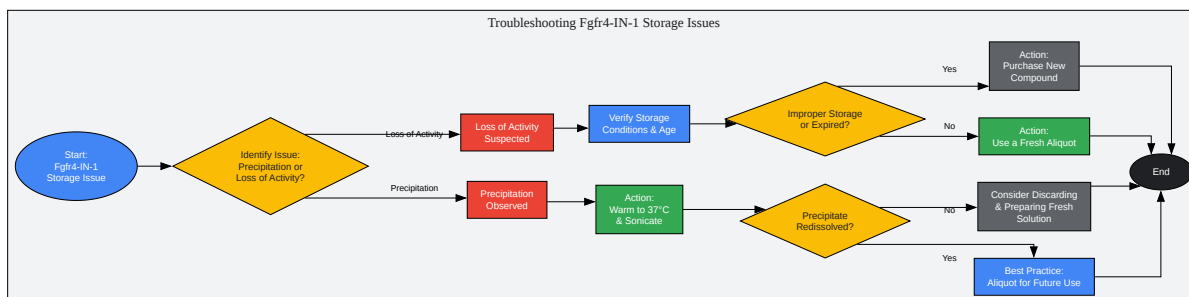 Troubleshooting Fgfr4-IN-1 Storage Issues
Start:
Fgfr4-IN-1
Storage Issue
Identify Issue:
Precipitation or
Loss of Activity?
Loss of Activity
Loss of Activity
Suspected
Verify Storage
Conditions & Age
Improper Storage
or Expired?
Yes
Action:
Purchase New
Compound
No
Action:
Use a Fresh Aliquot
Precipitation
Precipitation
Observed
Action:
Warm to 37°C
& Sonicate
Precipitate
Redissolved?
No
Consider Discarding
& Preparing Fresh
Solution
Yes
Best Practice:
Aliquot for Future Use
End